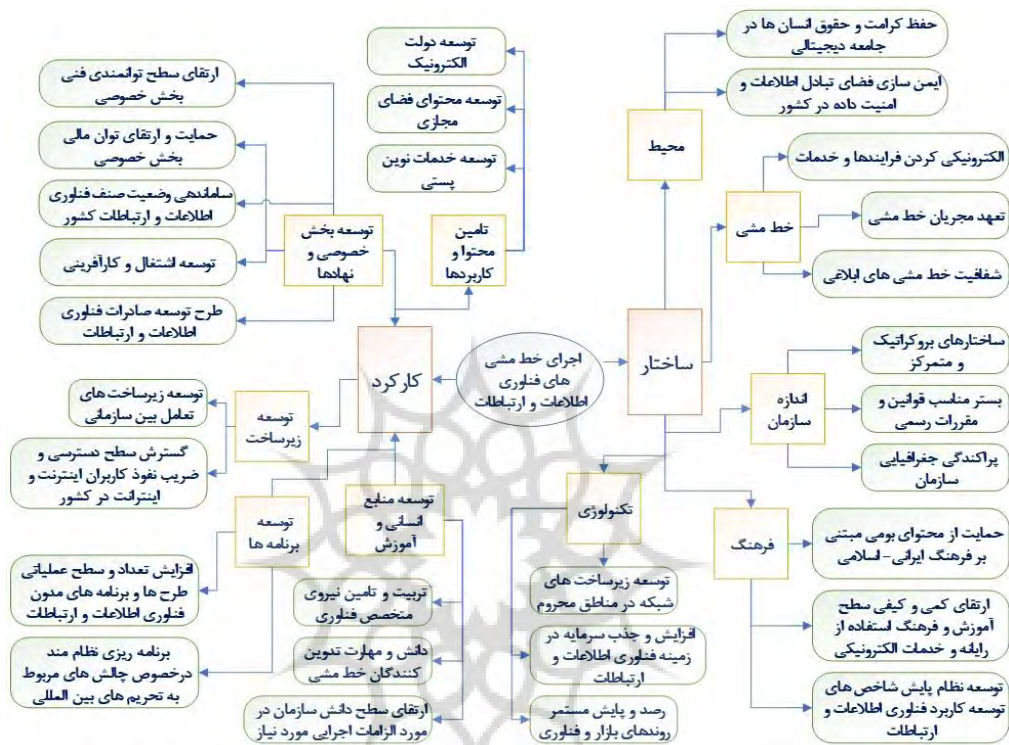 حفظ کرامت و حقوق انسان ها در
جامعه دیجیتالی
ایمن سازی فضای تبادل اطلاعات و
امنیت داده در کشور
محیط
الکترونیکی کردن فرایندها و خدمات
تعهد مجریان خط مشی
شفافیت خط مشی های ابلاغی
خط مشی
ساختار
ساختارهای بروکراتیک
و متمرکز
بستر مناسب قوانین و
مقررات رسمی
پراکندگی جغرافیایی
سازمان
اندازه
سازمان
حمایت از محتوای بومی مبتنی
بر فرهنگ ایرانی- اسلامی
ارتقای کمی و کیفی سطح
آموزش و فرهنگ استفاده از
رایانه و خدمات الکترونیکی
توسعه نظام پایش شاخص های
توسعه کاربرد فناوری اطلاعات و
ارتباطات
فرهنگ
تکنولوژی
توسعه زیرساخت های
شبکه در مناطق محروم
افزایش و جذب سرمایه در
زمینه فناوری اطلاعات و
ارتباطات
رصد و پایش مستمر
روندهای بازار و فناوری
اجرای خط مشی
های فناوری
اطلاعات و ارتباطات
کارکرد
تامین
محتوا و
کاربردها
توسعه دولت
الکترونیک
توسعه محتوای فضای
مجازی
توسعه خدمات نوین
پستی
توسعه بخش
خصوصی و
نهادها
ارتقای سطح توانمندی فنی
بخش خصوصی
حمایت و ارتقای توان مالی
بخش خصوصی
ساماندهی وضعیت صنف فناوری
اطلاعات و ارتباطات کشور
توسعه اشتغال و کارآفرینی
طرح توسعه صادرات فناوری
اطلاعات و ارتباطات
توسعه
زیرساخت
توسعه زیرساخت های
تعامل بین سازمانی
گسترش سطح دسترسی و
ضریب نفوذ کاربران اینترنت و
اینترانت در کشور
توسعه
برنامه ها
افزایش تعداد و سطح عملیاتی
طرح ها و برنامه های مدون
فناوری اطلاعات و ارتباطات
برنامه ریزی نظام مند
درخصوص چالش های مربوط
به تحریم های بین المللی
توسعه منابع
انسانی و
آموزش
تربیت و تامین نیروی
متخصص فناوری
دانش و مهارت تدوین
کنندگان خط مشی
ارتقای سطح دانش سازمان در
مورد الزامات اجرایی مورد نیاز